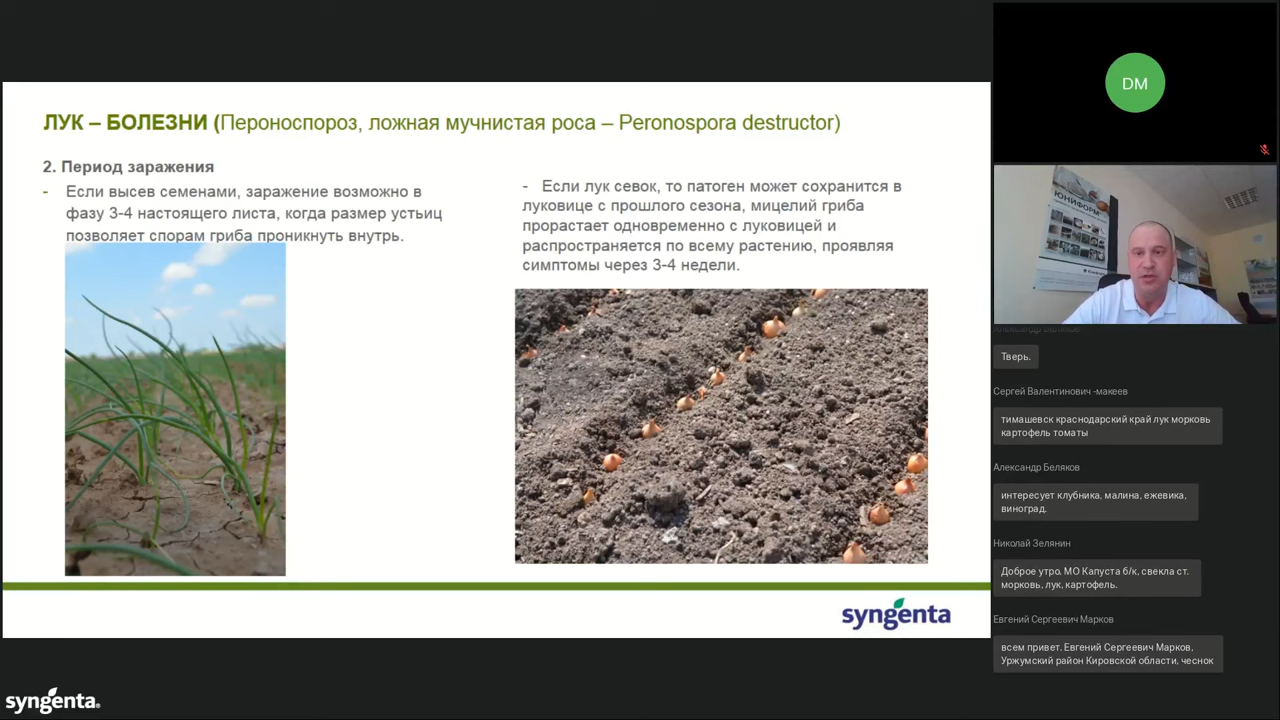 ЛУК – БОЛЕЗНИ (Пероноспороз, ложная мучнистая роса – Peronospora destructor)
2. Период заражения
- Если высев семенами, заражение возможно в
фазу 3-4 настоящего листа, когда размер устьиц
позволяет спорам гриба проникнуть внутрь.
- Если лук севок, то патоген может сохранится в
луковице с прошлого сезона, мицелий гриба
прорастает одновременно с луковицей и
распространяется по всему растению, проявляя
симптомы через 3-4 недели.
syngenta
syngenta.
DM
ЮНИФОРМ
Тверь.
Сергей Валентинович -макеев
тимашевск краснодарский край лук морковь
картофель томаты
Александр Беляков
интересует клубника, малина, ежевика,
виноград.
Николай Зелянин
Доброе утро. МО Капуста б/к, свекла ст.
морковь, лук, картофель.
Евгений Сергеевич Марков
всем привет. Евгений Сергеевич Марков,
Уржумский район Кировской области, чеснок